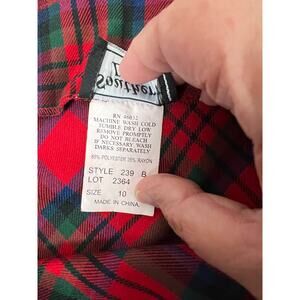 RN 46032
MACHINE WASH COLD
TUMBLE DRY LOW
REMOVE PROMPTLY
DO NOT BLEACH
IF NECESSARY WASH
DARKS SEPARATELY
65% POLYESTER 35% RAYON
STYLE 239 B
LOT 2364
SIZE 10
MADE IN CHINA